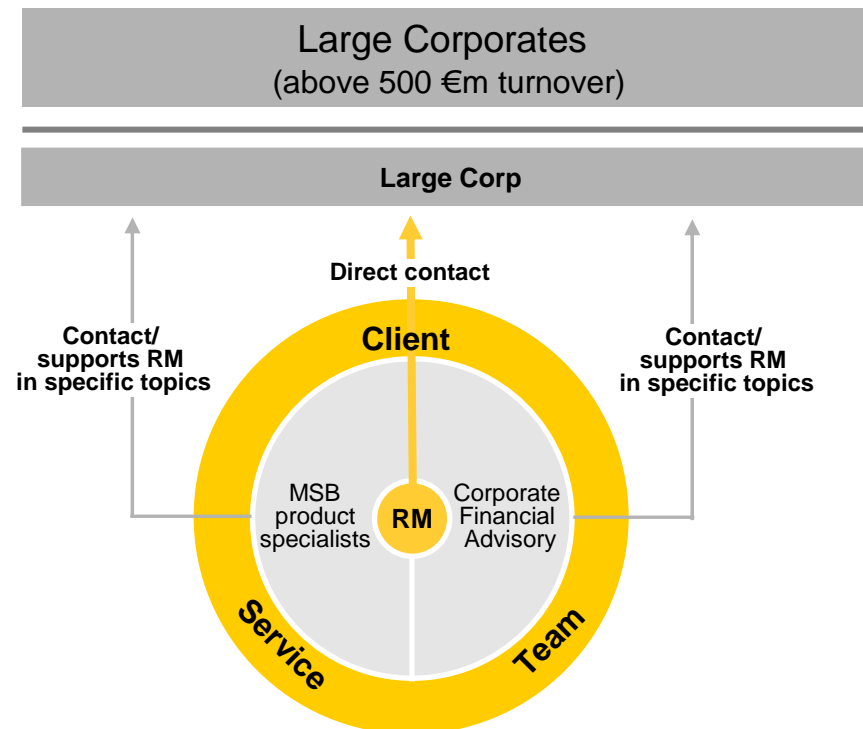 Large Corporates
(above 500 €m turnover)
Large Corp
Direct contact
Contact/
supports RM
in specific topics
Contact/
supports RM
in specific topics
Client
MSB
product
specialists
RM
Corporate
Financial
Advisory
Service
Team